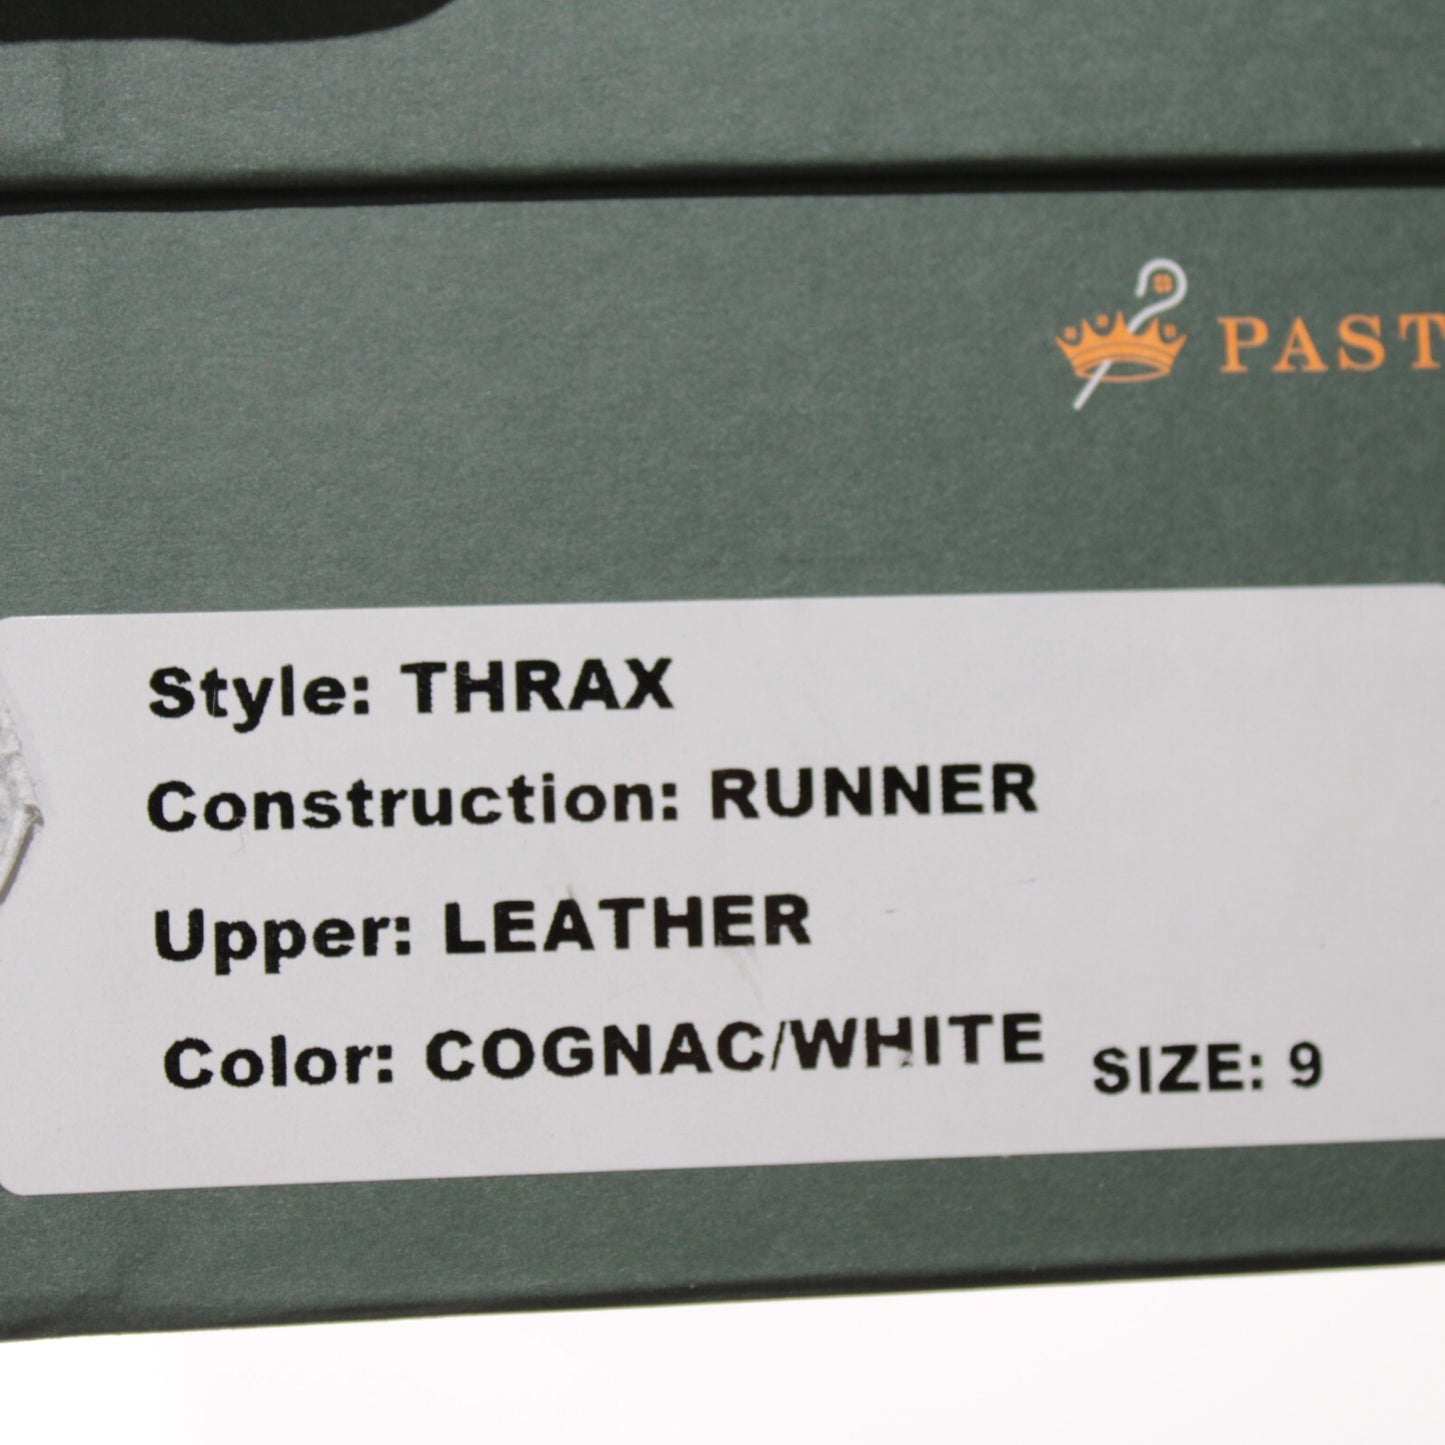 PAST
Style: THRAX
Construction: RUNNER
Upper: LEATHER
Color: COGNAC/WHITE
SIZE: 9